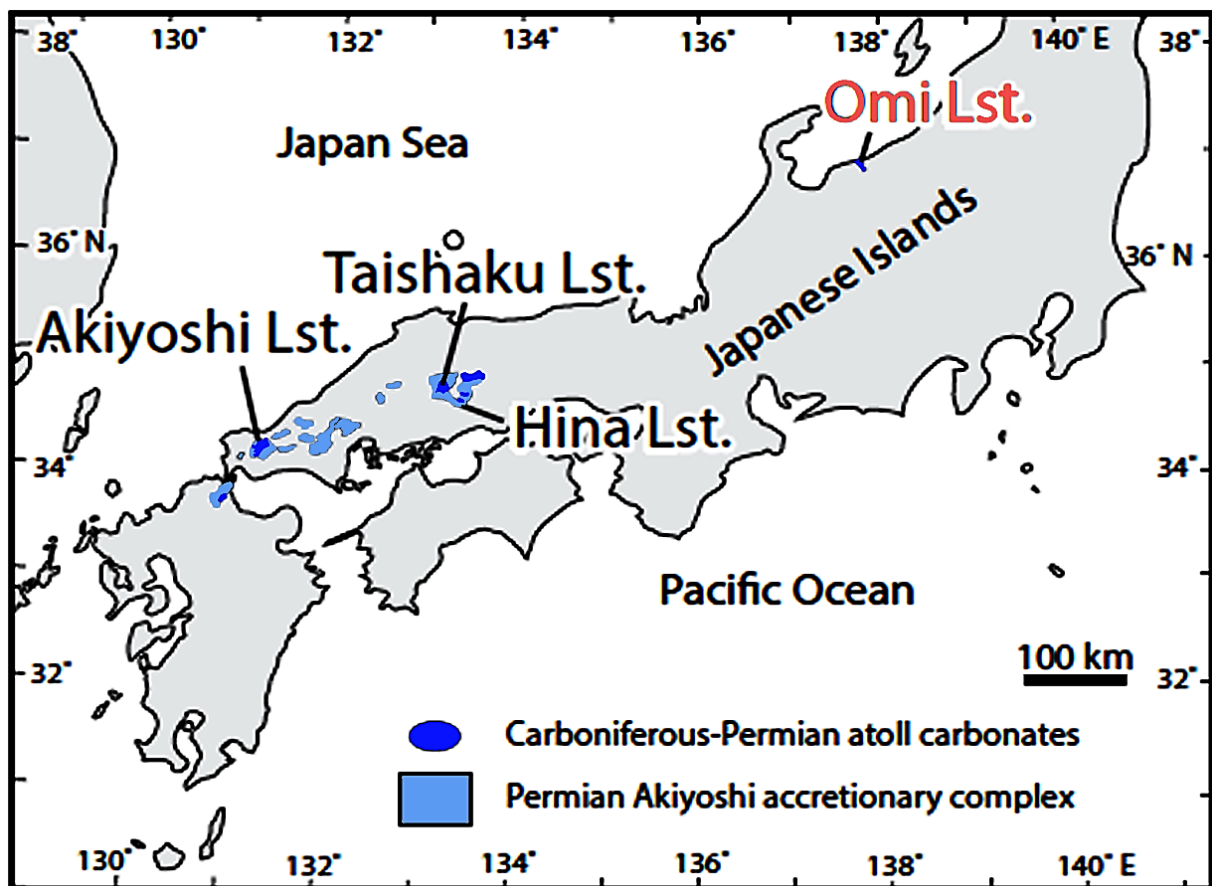 38° 130° 132° 134° 136° 138° 140° E 38°
Omi Lst.
Japan Sea
36° N
Taishaku Lst.
Japanese Islands
36° N
Akiyoshi Lst.
Hina Lst.
34°
34°
Pacific Ocean
100 km
32°
32°
Carboniferous-Permian atoll carbonates
Permian Akiyoshi accretionary complex
130° 132° 134° 136° 138° 140° E